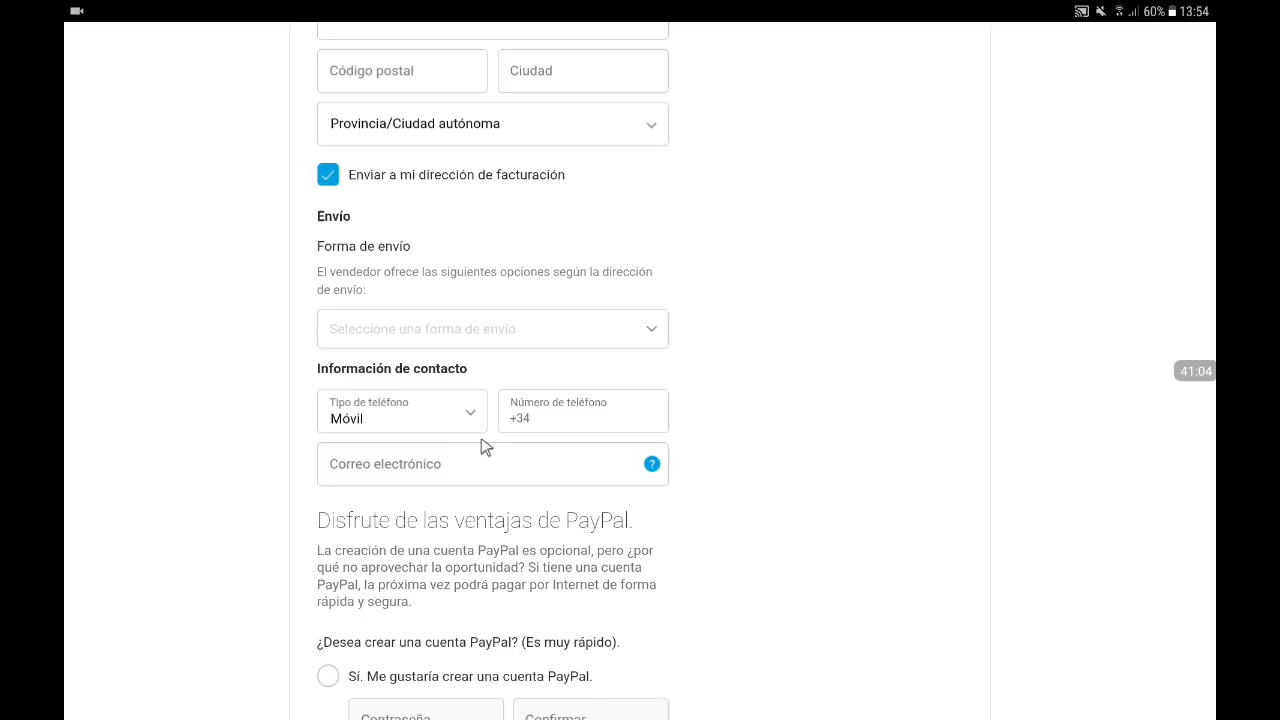 60% 13:54
Código postal
Ciudad
Provincia/Ciudad autónoma
Enviar a mi dirección de facturación
Envío
Forma de envío
El vendedor ofrece las siguientes opciones según la dirección
de envío:
Seleccione una forma de envío
41:04
Información de contacto
Tipo de teléfono
Móvil
Número de teléfono
+34
Correo electrónico
?
Disfrute de las ventajas de PayPal.
La creación de una cuenta PayPal es opcional, pero ¿por
qué no aprovechar la oportunidad? Si tiene una cuenta
PayPal, la próxima vez podrá pagar por Internet de forma
rápida y segura.
¿Desea crear una cuenta PayPal? (Es muy rápido).
Sí. Me gustaría crear una cuenta PayPal.
Contraseña
Confirmar